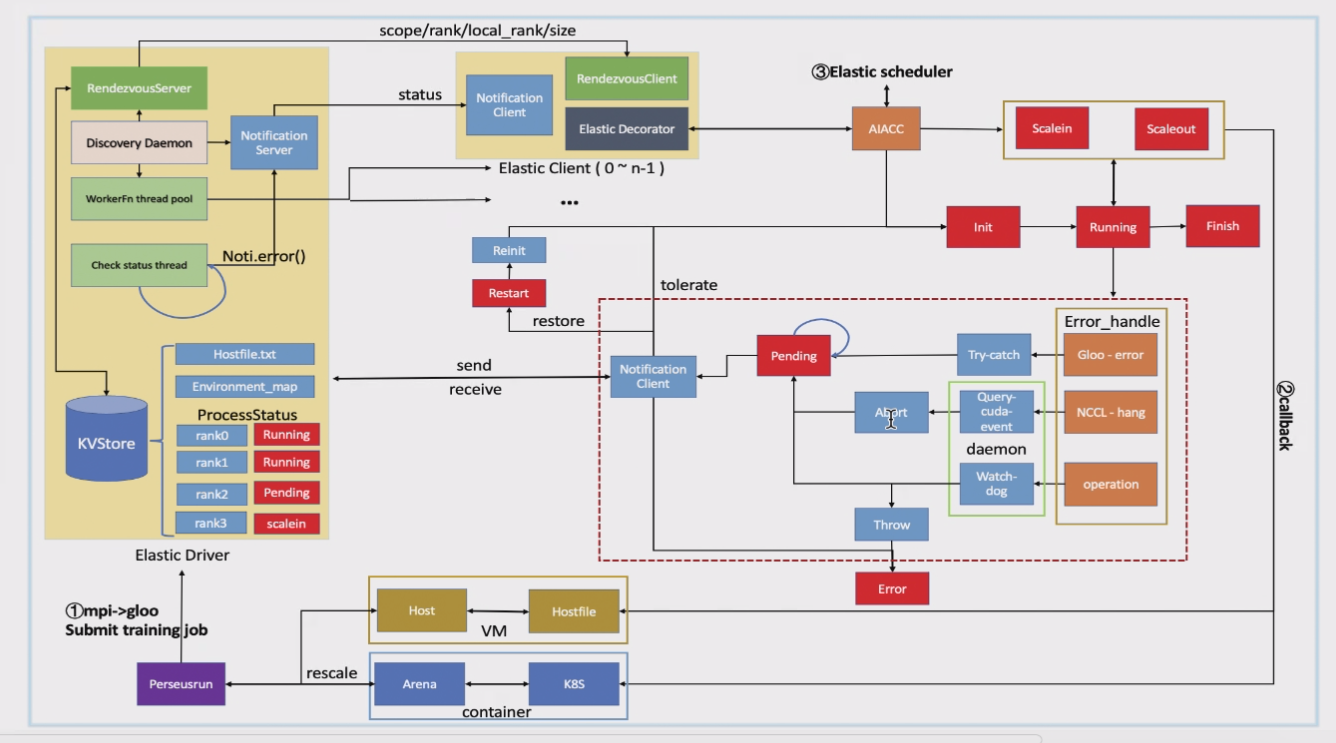 scope/rank/local_rank/size
RendezvousServer
Discovery Daemon
WorkerFn thread pool
Check status thread
Notification
Server
Noti.error()
status
Notification
Client
RendezvousClient
Elastic Decorator
Elastic Client ( 0 ~ n-1 )
...
③Elastic scheduler
AIACC
Scalein
Scaleout
Init
Running
Finish
Reinit
Restart
restore
tolerate
send
receive
Notification
Client
Pending
Try-catch
Error_handle
Gloo - error
Abort
Query-
cuda-
event
NCCL - hang
daemon
Watch-
dog
operation
Throw
Error
②callback
Hostfile.txt
Environment_map
ProcessStatus
KVStore
rank0
Running
rank1
Running
rank2
Pending
rank3
scalein
Elastic Driver
①mpi->gloo
Submit training job
Perseusrun
rescale
Host
Hostfile
VM
Arena
K8S
container